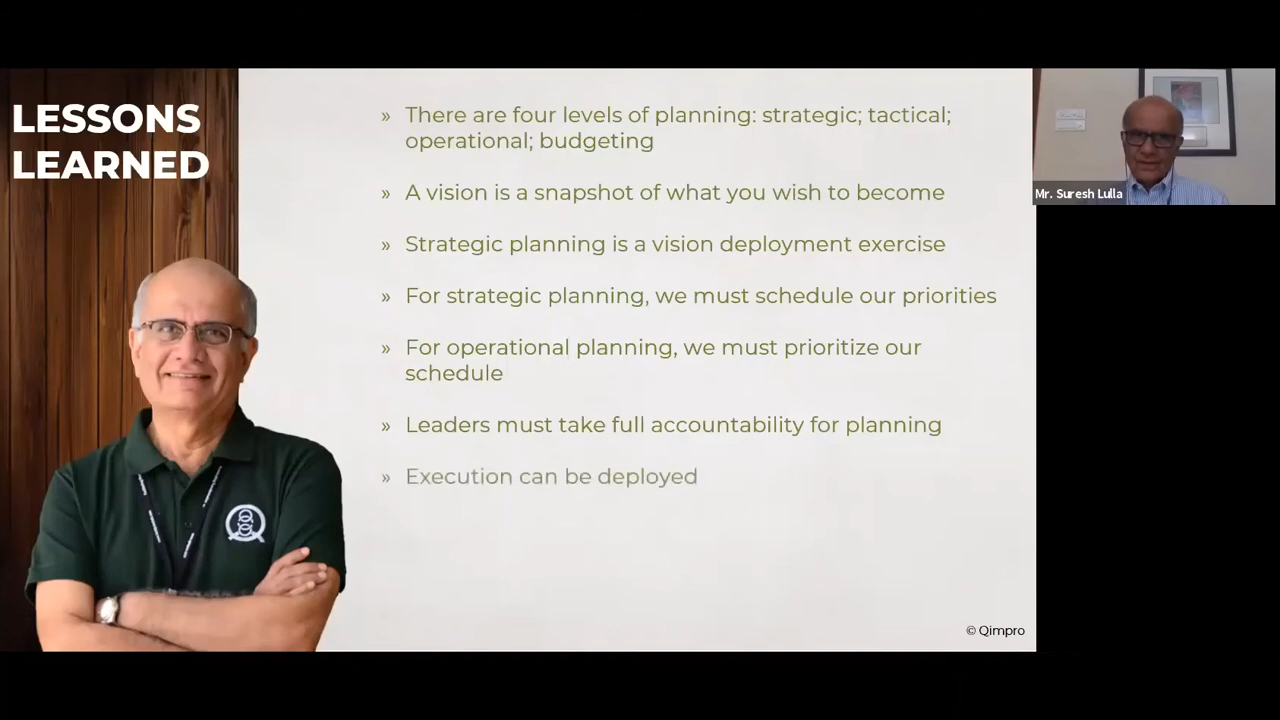 LESSONS
LEARNED
» There are four levels of planning: strategic; tactical;
operational; budgeting
» A vision is a snapshot of what you wish to become
» Strategic planning is a vision deployment exercise
» For strategic planning, we must schedule our priorities
» For operational planning, we must prioritize our
schedule
» Leaders must take full accountability for planning
» Execution can be deployed
© Qimpro
Mr. Suresh Lulla